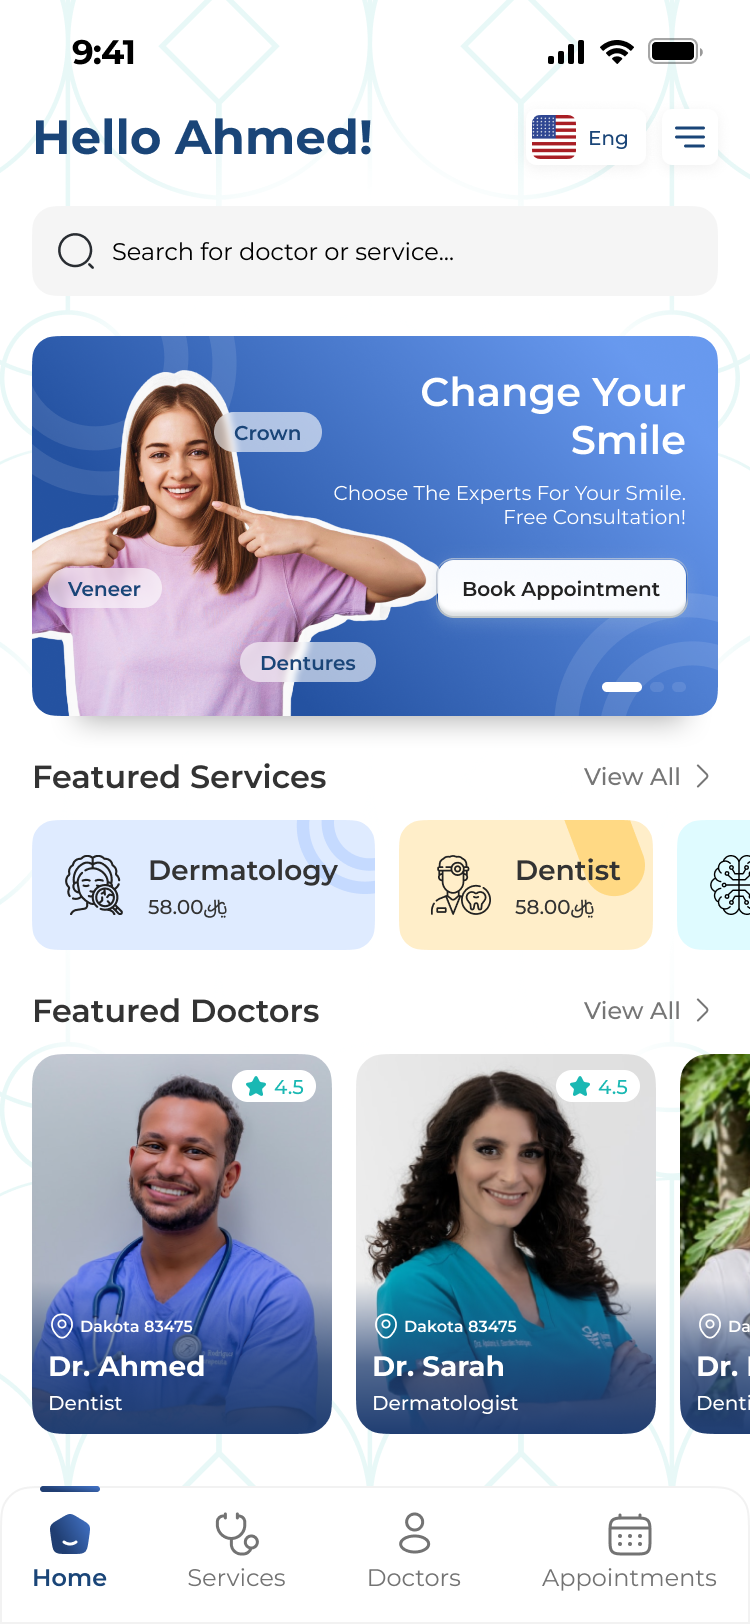 9:41
Hello Ahmed!
Eng
Search for doctor or service...
Change Your
Smile
Crown
Choose The Experts For Your Smile.
Free Consultation!
Veneer
Book Appointment
Dentures
Featured Services
View All
Dermatology
58.00﷼
Dentist
58.00﷼
Featured Doctors
View All
4.5
4.5
Dakota 83475
Dr. Ahmed
Dentist
Dakota 83475
Dr. Sarah
Dermatologist
Da
Dr.
Denti
Home
Services
Doctors
Appointments